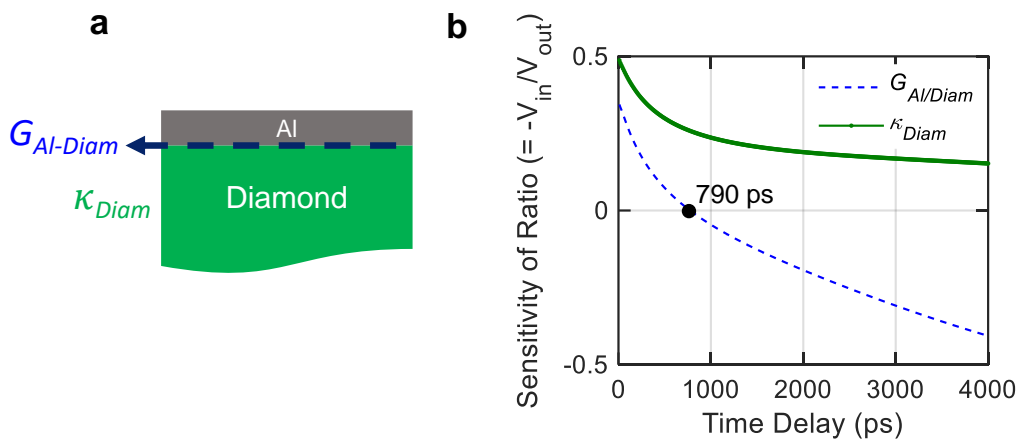 a
Al
G_Al-Diam
κ_Diam
Diamond
b
Sensitivity of Ratio (= -V_in/V_out)
0.5
0
-0.5
G_Al/Diam
κ_Diam
790 ps
0 1000 2000 3000 4000
Time Delay (ps)